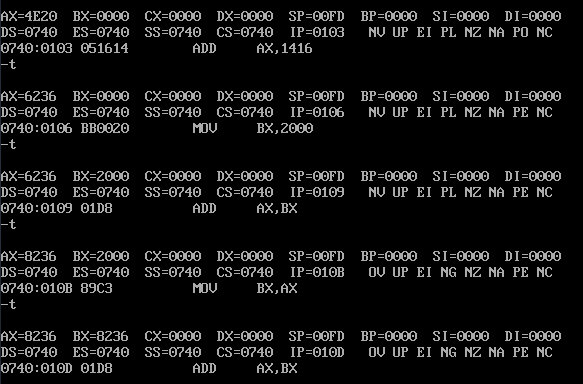 AX=4E20  BX=0000  CX=0000  DX=0000  SP=00FD  BP=0000  SI=0000  DI=0000
DS=0740  ES=0740  SS=0740  CS=0740  IP=0103   NV UP EI PL NZ NA PO NC
0740:0103 051614        ADD     AX,1416
-t
AX=6236  BX=0000  CX=0000  DX=0000  SP=00FD  BP=0000  SI=0000  DI=0000
DS=0740  ES=0740  SS=0740  CS=0740  IP=0106   NV UP EI PL NZ NA PE NC
0740:0106 BB0020        MOV     BX,2000
-t
AX=6236  BX=2000  CX=0000  DX=0000  SP=00FD  BP=0000  SI=0000  DI=0000
DS=0740  ES=0740  SS=0740  CS=0740  IP=0109   NV UP EI PL NZ NA PE NC
0740:0109 01D8          ADD     AX,BX
-t
AX=8236  BX=2000  CX=0000  DX=0000  SP=00FD  BP=0000  SI=0000  DI=0000
DS=0740  ES=0740  SS=0740  CS=0740  IP=010B   OV UP EI NG NZ NA PE NC
0740:010B 89C3          MOV     BX,AX
-t
AX=8236  BX=8236  CX=0000  DX=0000  SP=00FD  BP=0000  SI=0000  DI=0000
DS=0740  ES=0740  SS=0740  CS=0740  IP=010D   OV UP EI NG NZ NA PE NC
0740:010D 01D8          ADD     AX,BX